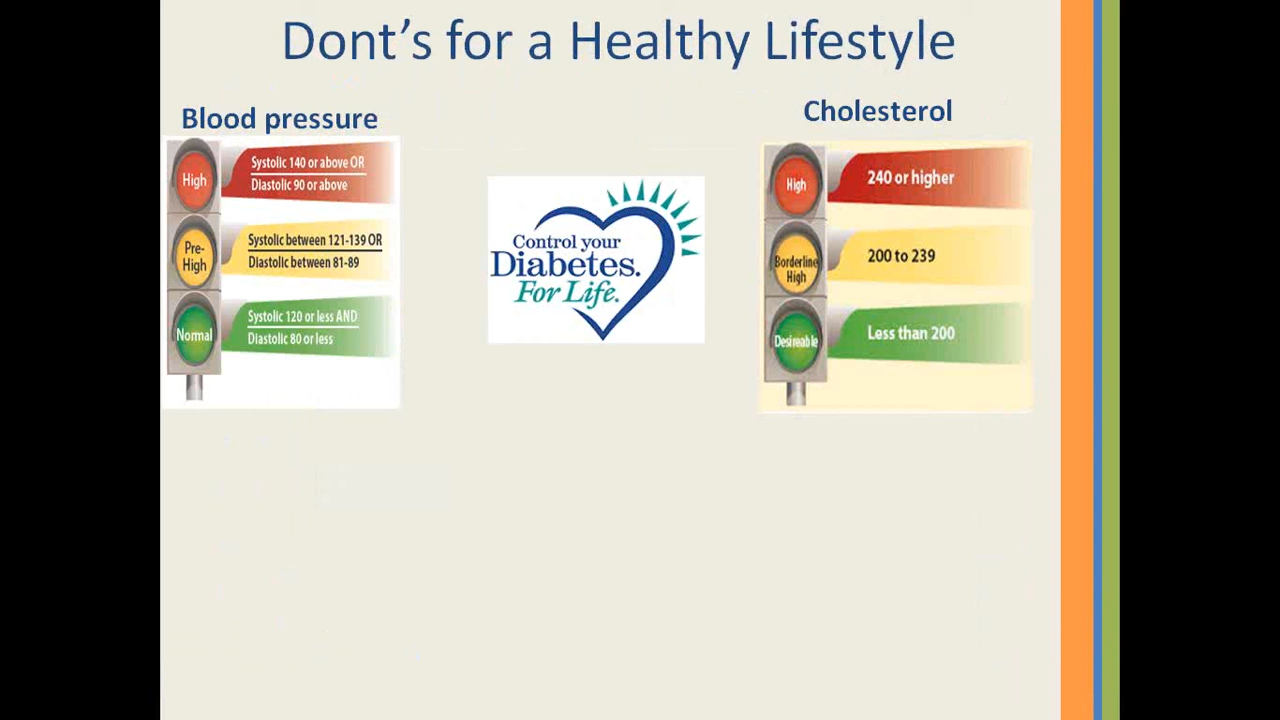 Dont's for a Healthy Lifestyle
Blood pressure
High
Systolic 140 or above OR
Diastolic 90 or above
Pre-
High
Systolic between 121-139 OR
Diastolic between 81-89
Normal
Systolic 120 or less AND
Diastolic 80 or less
Control your
Diabetes.
For Life.
Cholesterol
High
240 or higher
Borderline
High
200 to 239
Desireable
Less than 200